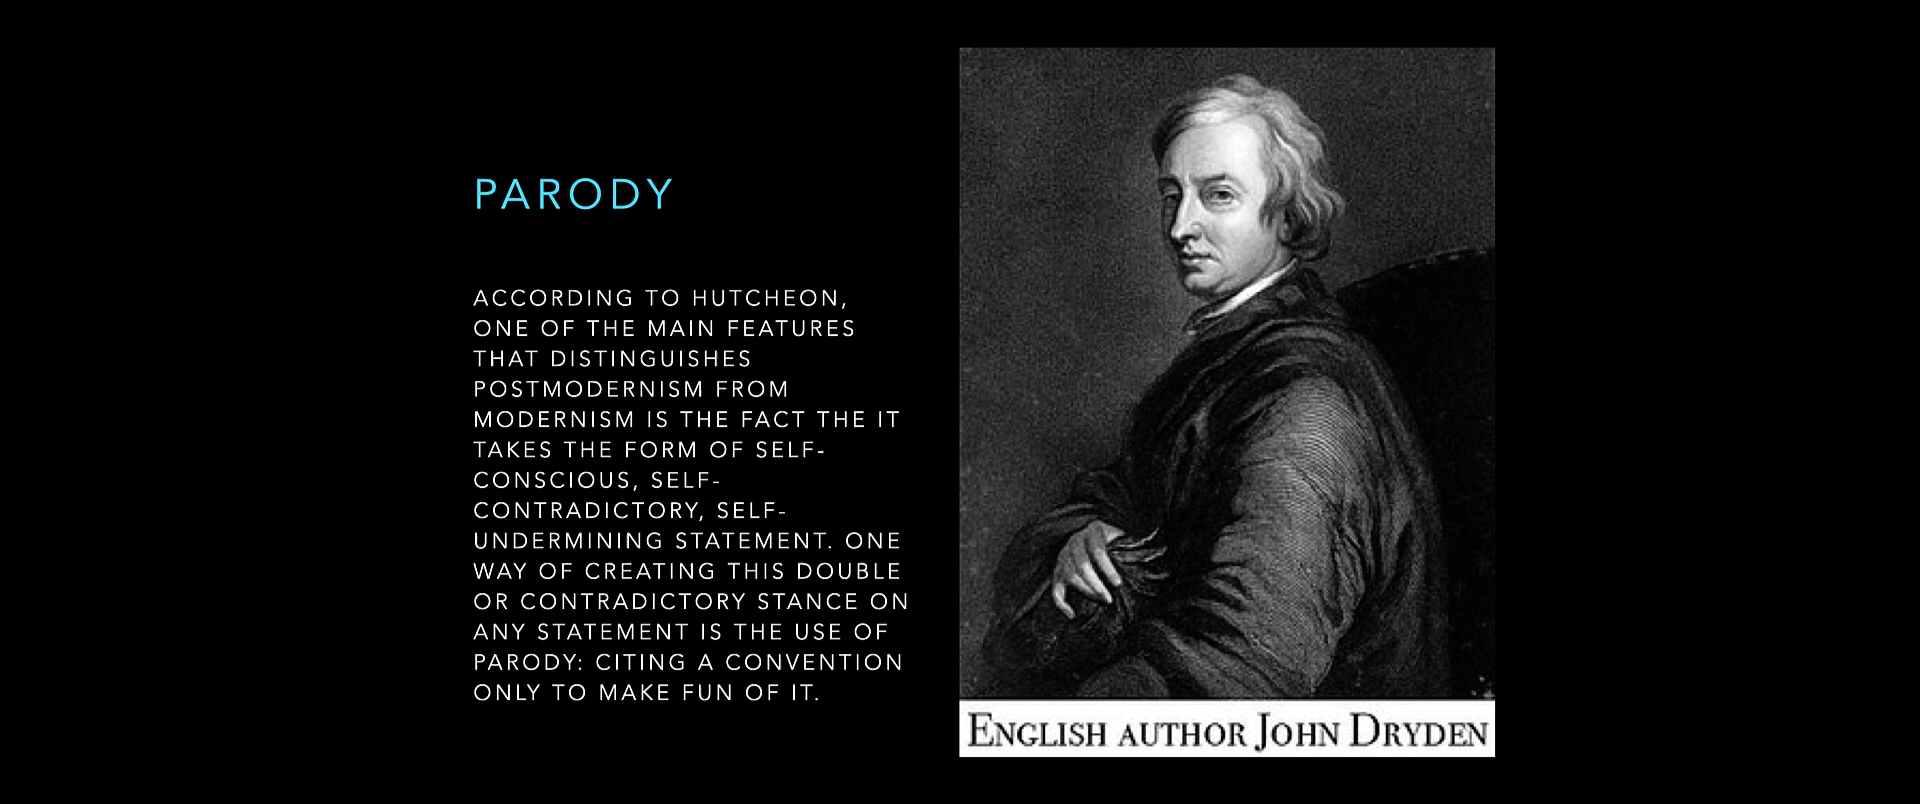 PARODY
ACCORDING TO HUTCHEON,
ONE OF THE MAIN FEATURES
THAT DISTINGUISHES
POSTMODERNISM FROM
MODERNISM IS THE FACT THE IT
TAKES THE FORM OF SELF-
CONSCIOUS, SELF-
CONTRADICTORY, SELF-
UNDERMINING STATEMENT. ONE
WAY OF CREATING THIS DOUBLE
OR CONTRADICTORY STANCE ON
ANY STATEMENT IS THE USE OF
PARODY: CITING A CONVENTION
ONLY TO MAKE FUN OF IT.
ENGLISH AUTHOR JOHN DRYDEN